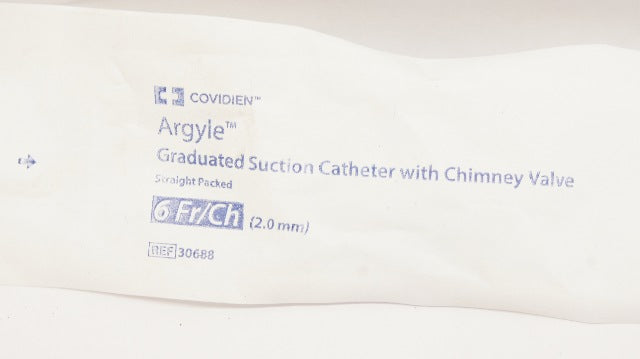 COVIDIEN™
Argyle™
Graduated Suction Catheter with Chimney Valve
Straight Packed
6 Fr/Ch (2.0 mm)
REF 30688